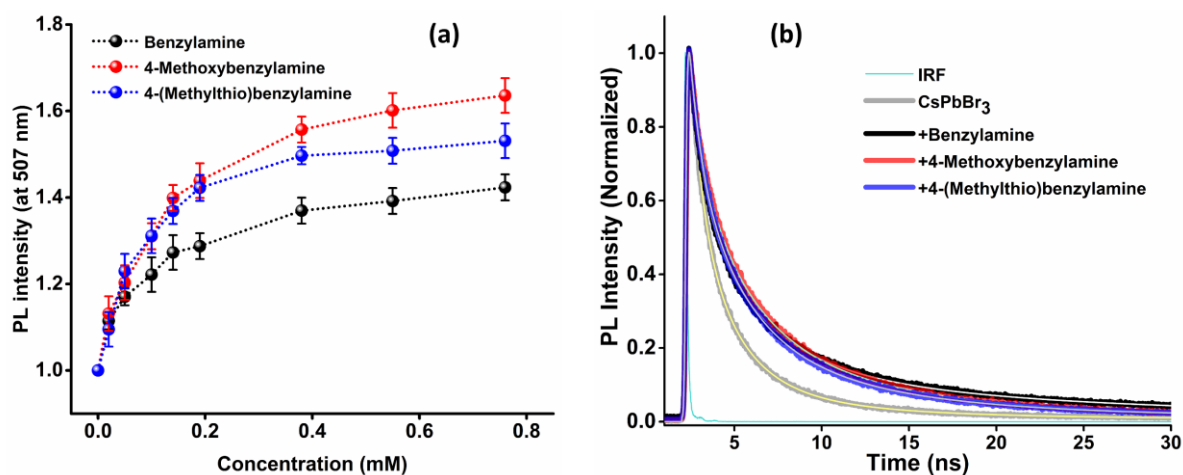 (a)
Benzylamine
4-Methoxybenzylamine
4-(Methylthio)benzylamine
PL intensity (at 507 nm)
1.6
1.4
1.2
1.0
0.0 0.2 0.4 0.6 0.8
Concentration (mM)
(b)
IRF
CsPbBr3
+Benzylamine
+4-Methoxybenzylamine
+4-(Methylthio)benzylamine
PL Intensity (Normalized)
1.0
0.8
0.6
0.4
0.2
0.0
5 10 15 20 25 30
Time (ns)